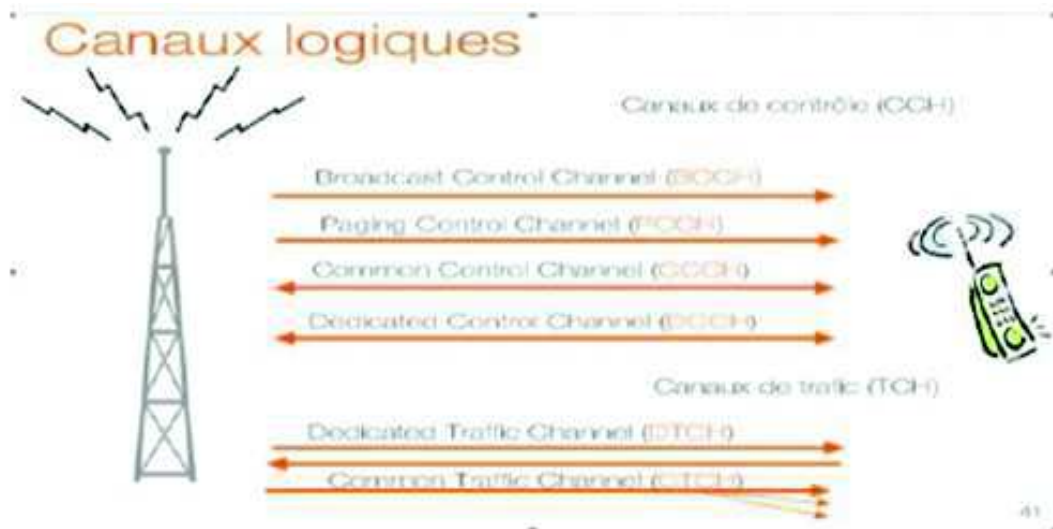 Canaux logiques
Canaux de contrôle (CCH)
Broadcast Control Channel (BCCH)
Paging Control Channel (PCCH)
Common Control Channel (CCCH)
Dedicated Control Channel (DCCH)
Canaux de trafic (TCH)
Dedicated Traffic Channel (DTCH)
Common Traffic Channel (CTCH)
41